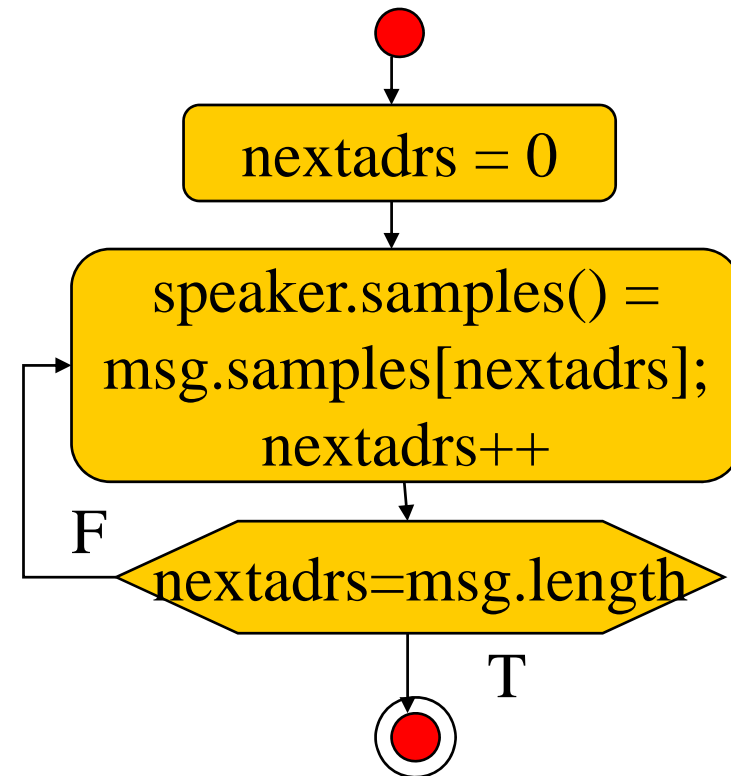 nextadrs = 0
speaker.samples() =
msg.samples[nextadrs];
nextadrs++
F
nextadrs=msg.length
T